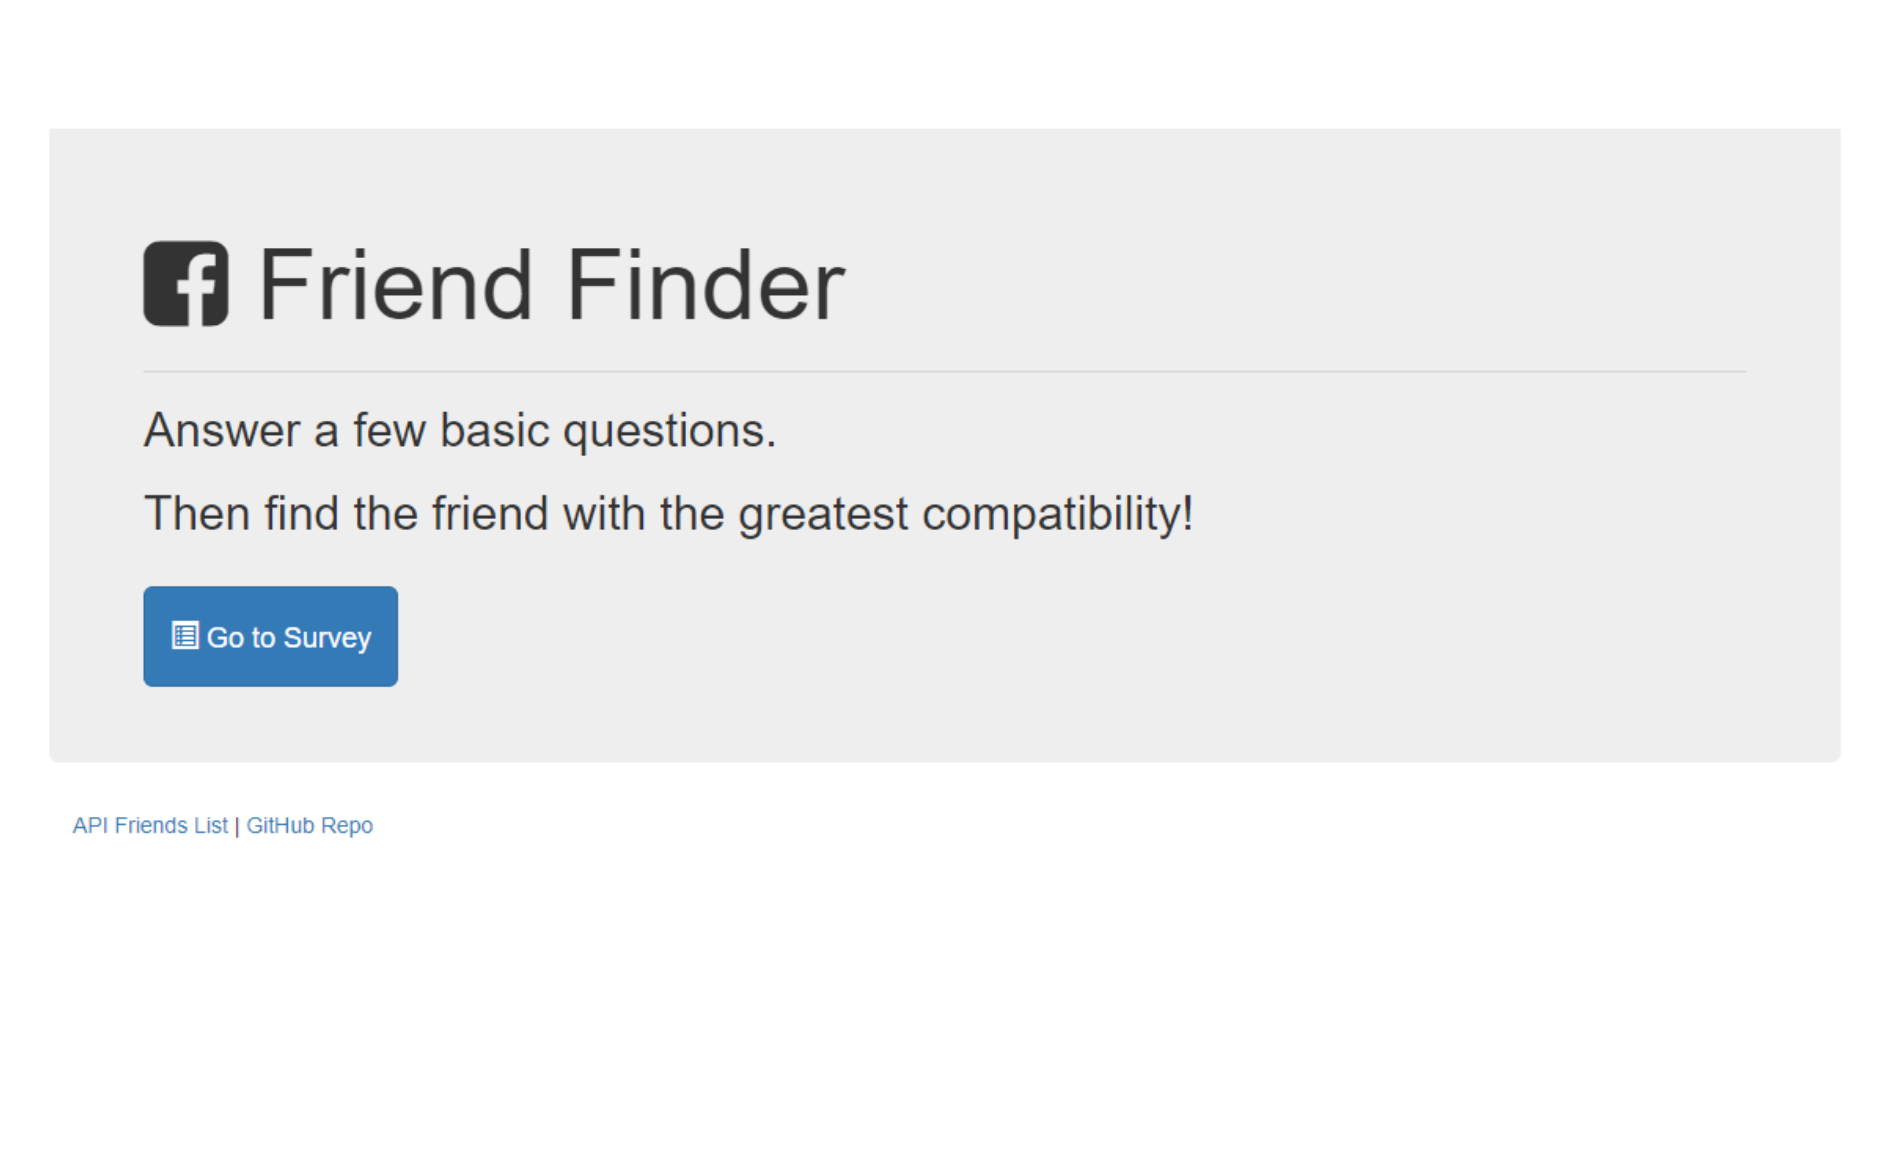 Friend Finder
Answer a few basic questions.
Then find the friend with the greatest compatibility!
Go to Survey
API Friends List | GitHub Repo